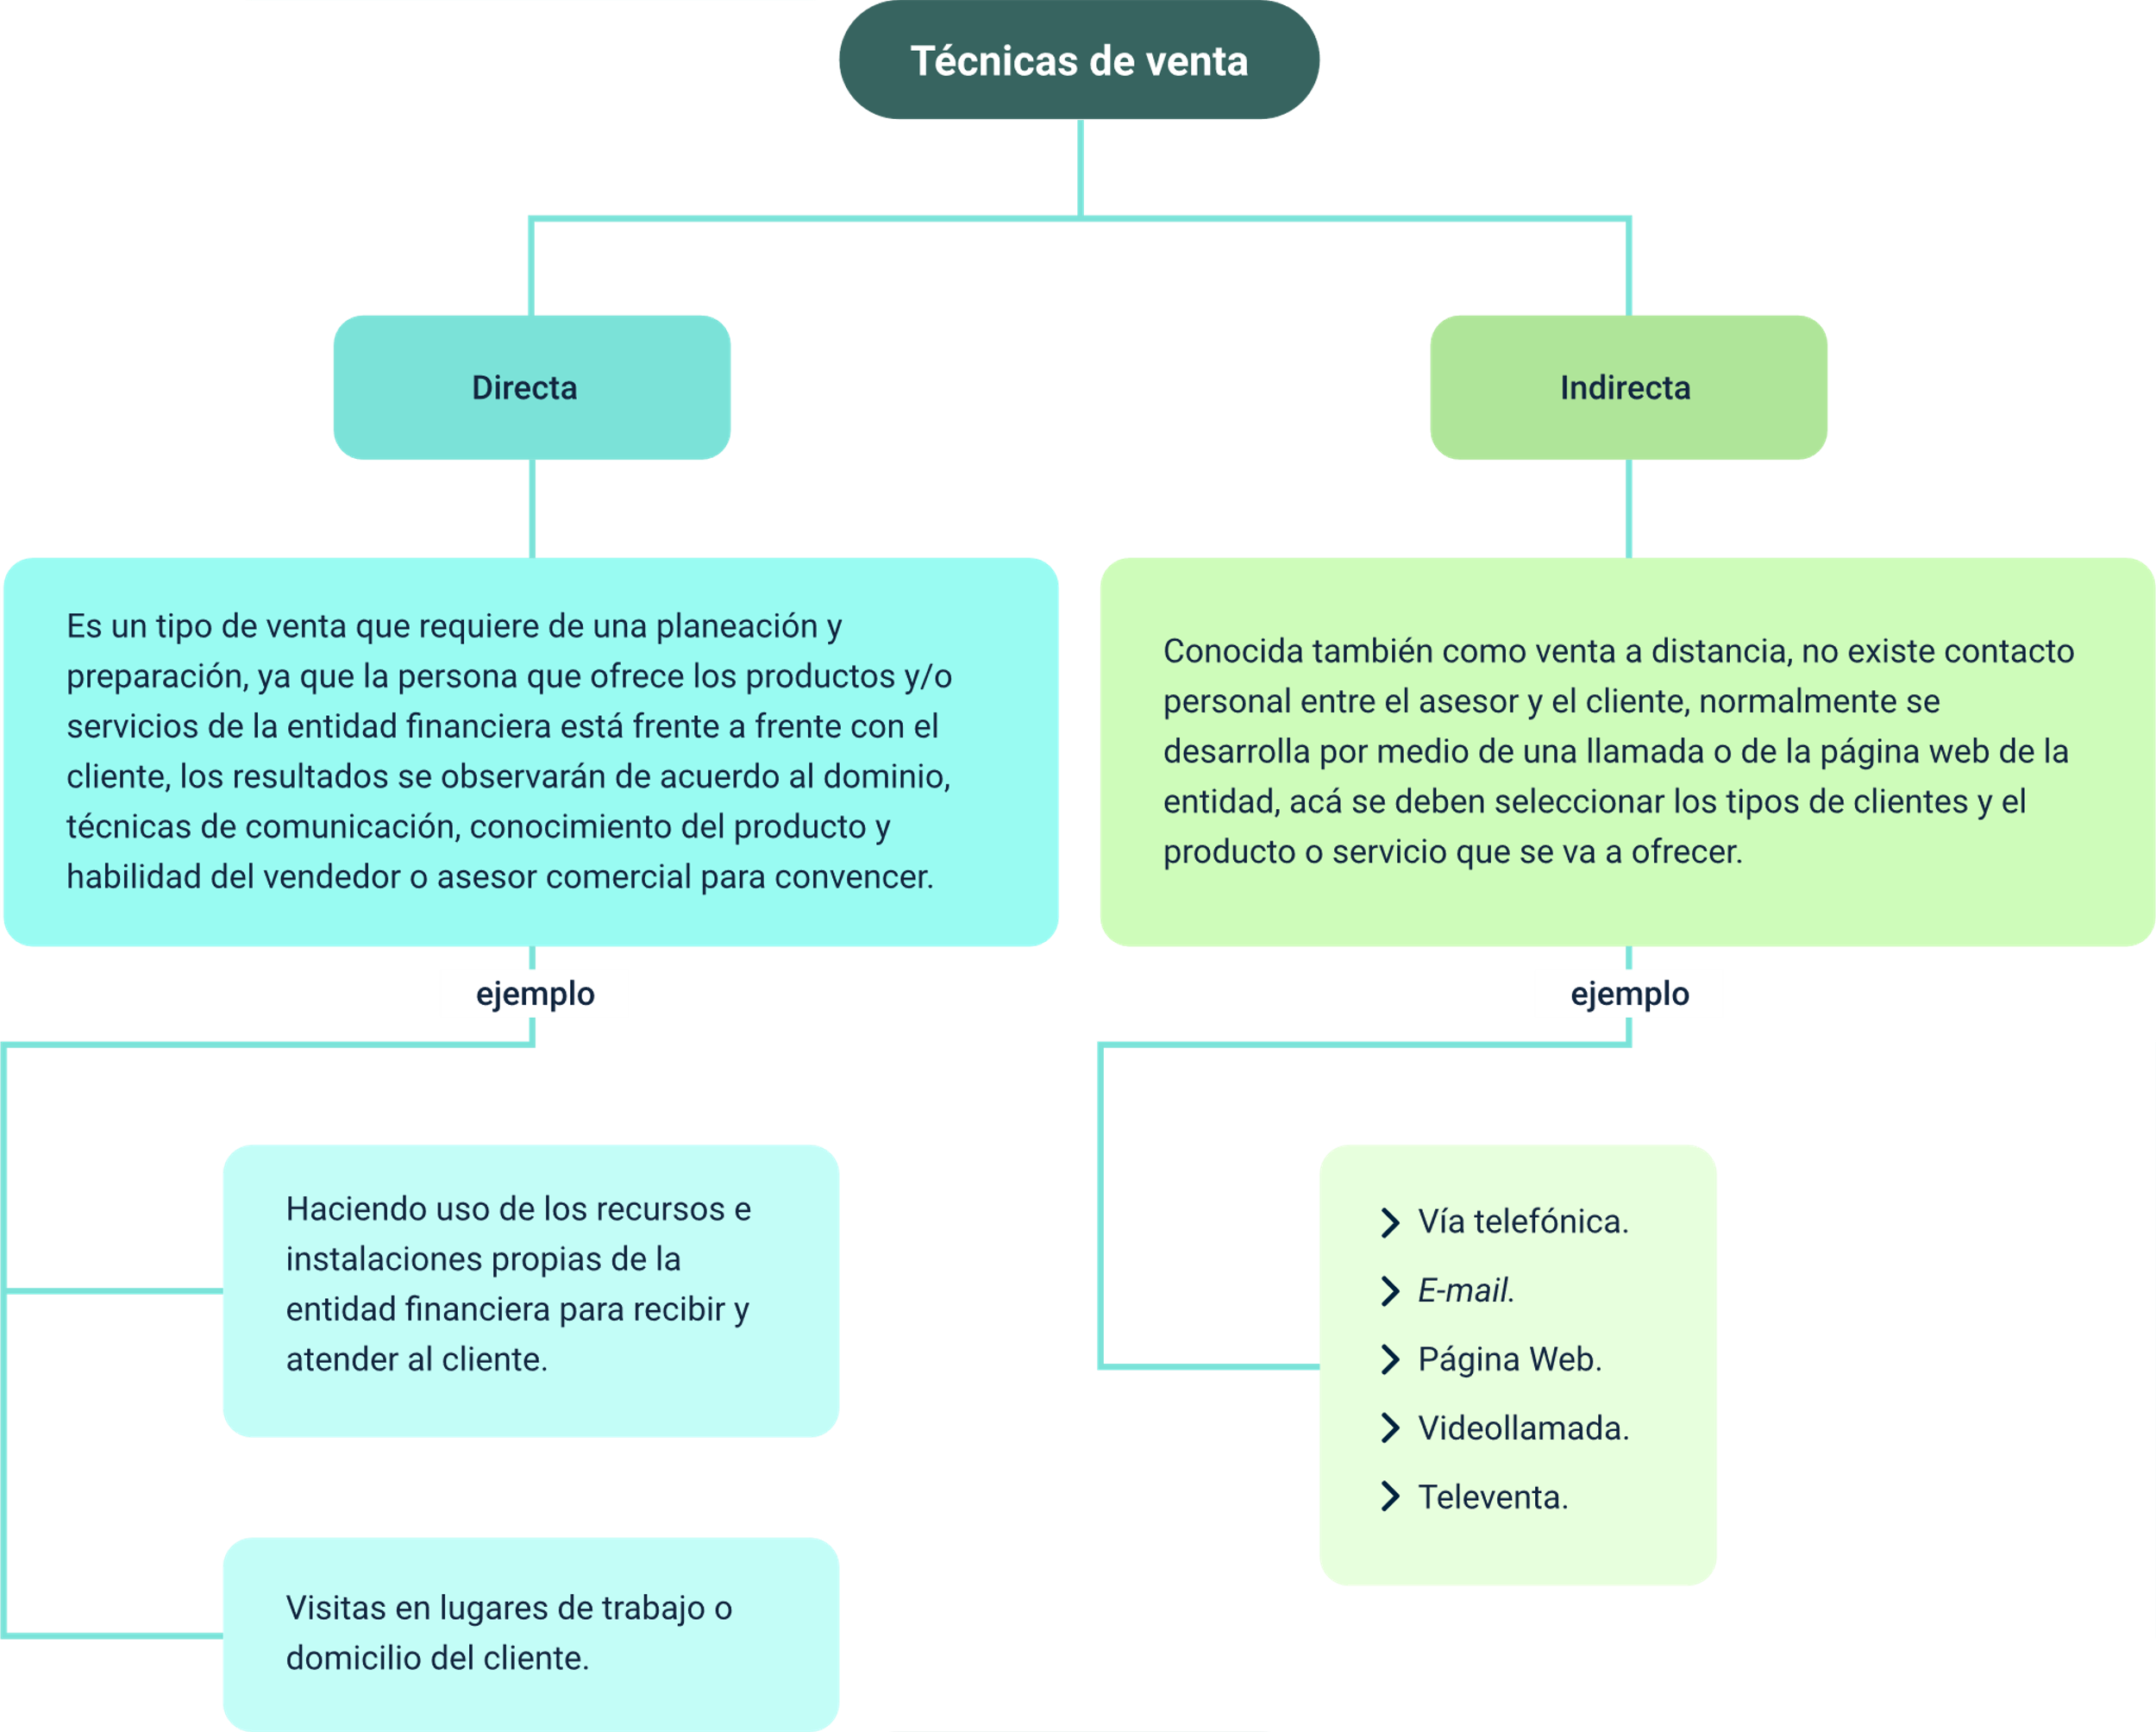 Técnicas de venta
Directa
Es un tipo de venta que requiere de una planeación y
preparación, ya que la persona que ofrece los productos y/o
servicios de la entidad financiera está frente a frente con el
cliente, los resultados se observarán de acuerdo al dominio,
técnicas de comunicación, conocimiento del producto y
habilidad del vendedor o asesor comercial para convencer.
ejemplo
Haciendo uso de los recursos e
instalaciones propias de la
entidad financiera para recibir y
atender al cliente.
Visitas en lugares de trabajo o
domicilio del cliente.
Indirecta
Conocida también como venta a distancia, no existe contacto
personal entre el asesor y el cliente, normalmente se
desarrolla por medio de una llamada o de la página web de la
entidad, acá se deben seleccionar los tipos de clientes y el
producto o servicio que se va a ofrecer.
ejemplo
Vía telefónica.
E-mail.
Página Web.
Videollamada.
Televenta.